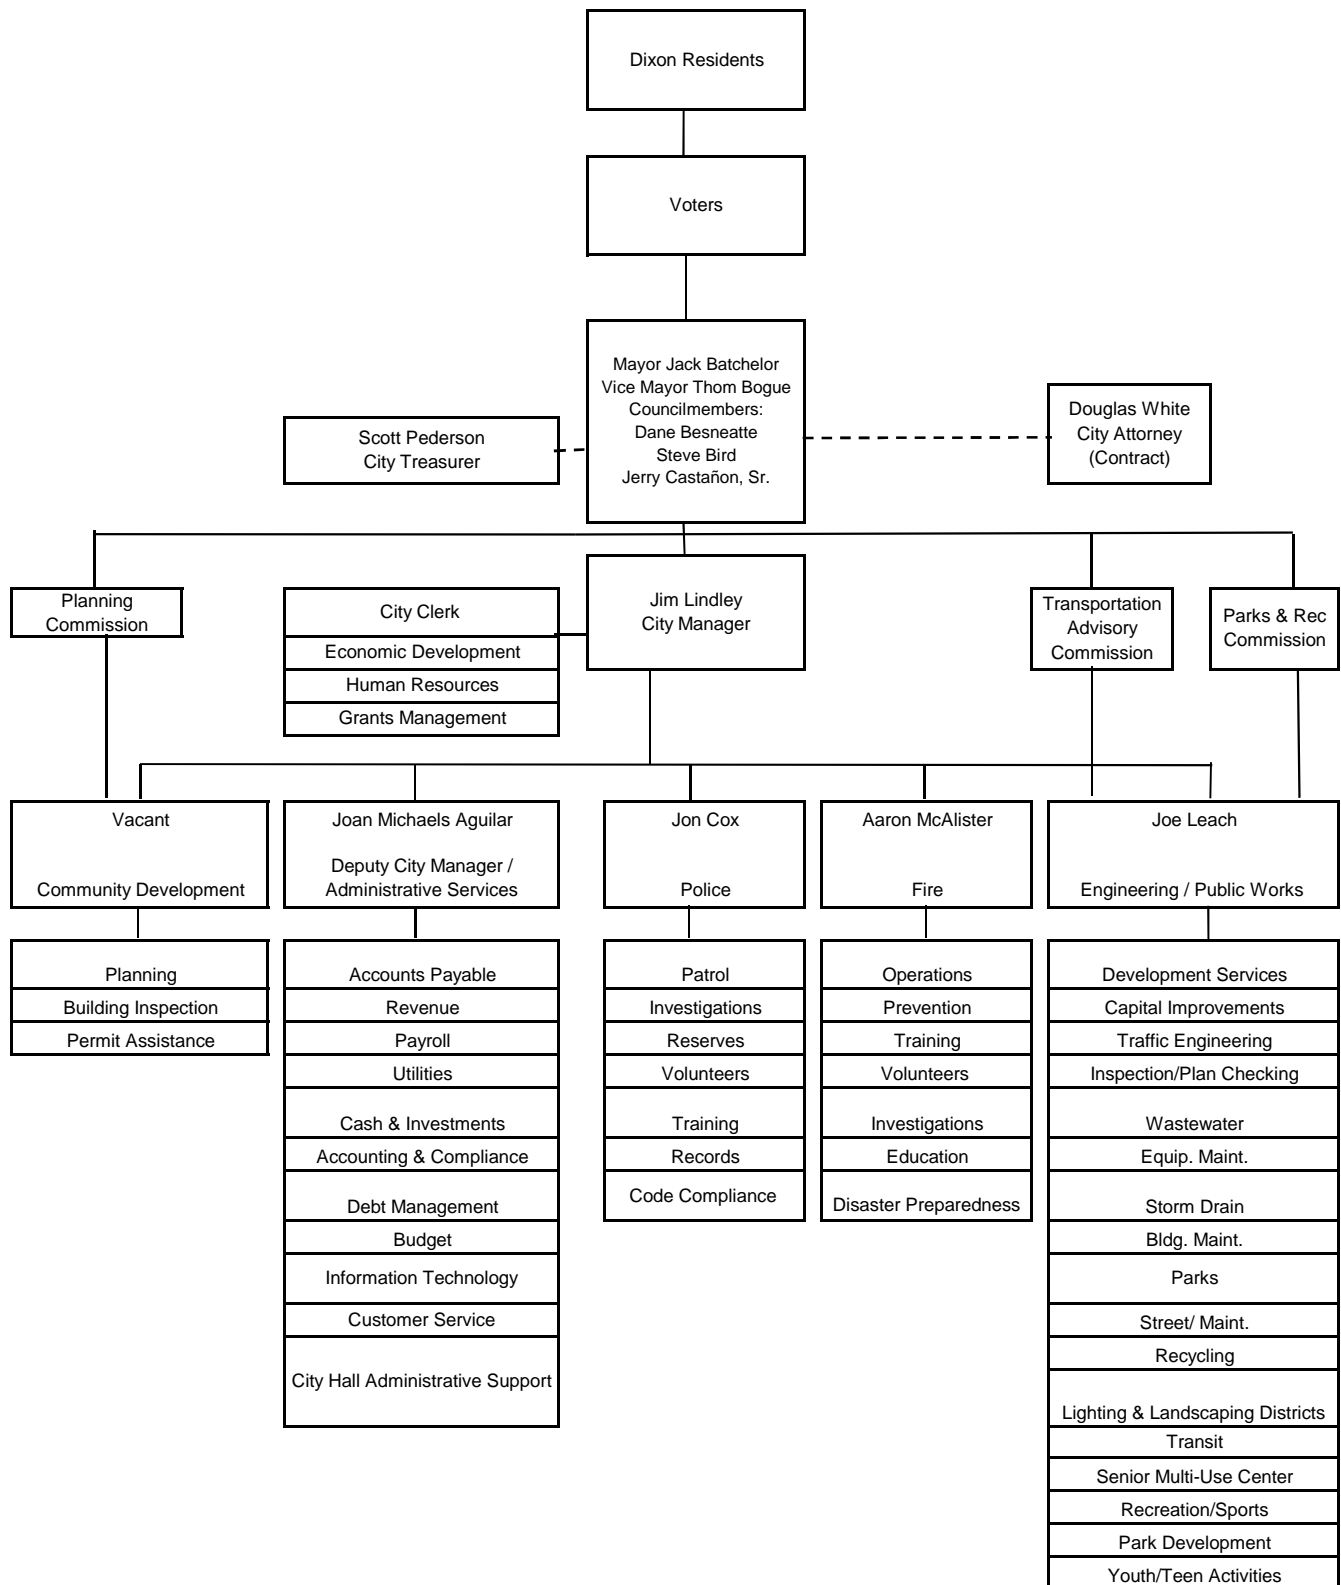 Dixon Residents
Voters
Mayor Jack Batchelor
Vice Mayor Thom Bogue
Councilmembers:
Dane Besneatte
Steve Bird
Jerry Castañon, Sr.
Scott Pederson
City Treasurer
Douglas White
City Attorney
(Contract)
Planning
Commission
City Clerk
Economic Development
Human Resources
Grants Management
Jim Lindley
City Manager
Transportation
Advisory
Commission
Parks & Rec
Commission
Vacant
Community Development
Joan Michaels Aguilar
Deputy City Manager /
Administrative Services
Jon Cox
Police
Aaron McAlister
Fire
Joe Leach
Engineering / Public Works
Planning
Building Inspection
Permit Assistance
Accounts Payable
Revenue
Payroll
Utilities
Cash & Investments
Accounting & Compliance
Debt Management
Budget
Information Technology
Customer Service
City Hall Administrative Support
Patrol
Investigations
Reserves
Volunteers
Training
Records
Code Compliance
Operations
Prevention
Training
Volunteers
Investigations
Education
Disaster Preparedness
Development Services
Capital Improvements
Traffic Engineering
Inspection/Plan Checking
Wastewater
Equip. Maint.
Storm Drain
Bldg. Maint.
Parks
Street/ Maint.
Recycling
Lighting & Landscaping Districts
Transit
Senior Multi-Use Center
Recreation/Sports
Park Development
Youth/Teen Activities